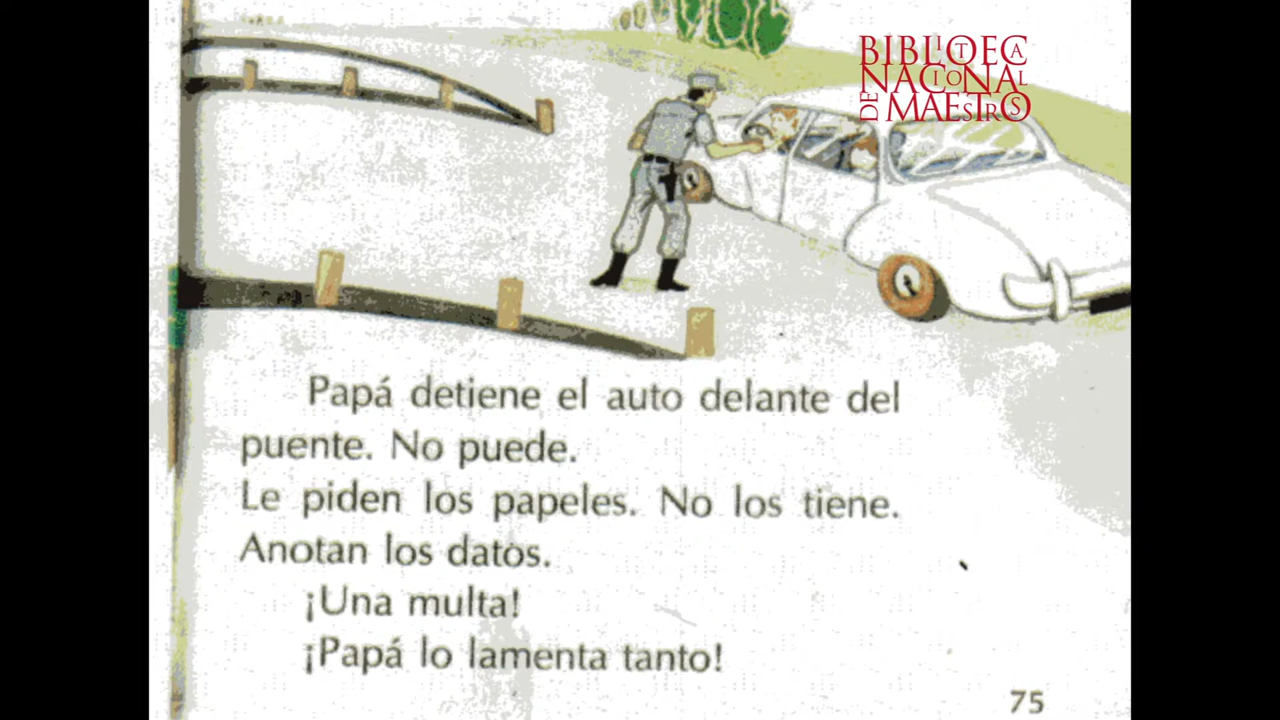 BIBLIOTECA
NACIONAL
DE MAESTROS
Papá detiene el auto delante del
puente. No puede.
Le piden los papeles. No los tiene.
Anotan los datos.
¡Una multa!
¡Papá lo lamenta tanto!
75